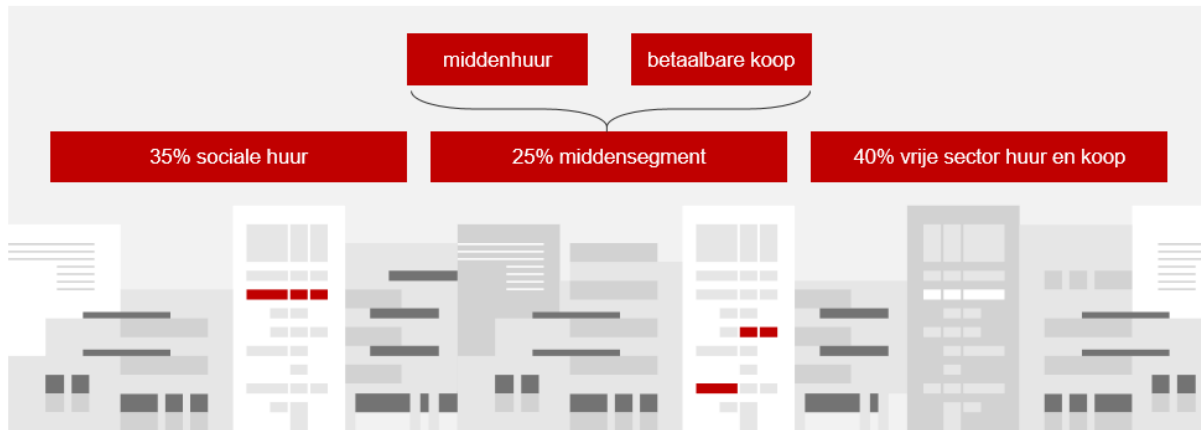 middenhuur
betaalbare koop
35% sociale huur
25% middensegment
40% vrije sector huur en koop